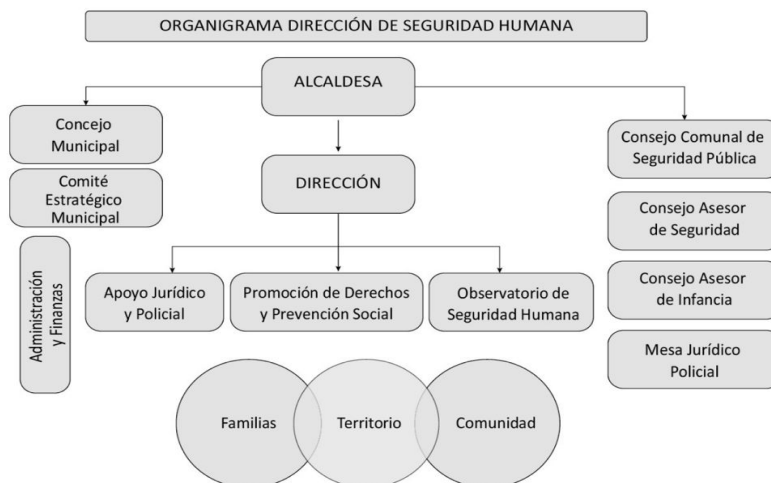 ORGANIGRAMA DIRECCIÓN DE SEGURIDAD HUMANA
ALCALDESA
Concejo
Municipal
Comité
Estratégico
Municipal
Administración
y Finanzas
DIRECCIÓN
Apoyo Jurídico
y Policial
Promoción de Derechos
y Prevención Social
Observatorio de
Seguridad Humana
Consejo Comunal de
Seguridad Pública
Consejo Asesor
de Seguridad
Consejo Asesor
de Infancia
Mesa Jurídico
Policial
Familias
Territorio
Comunidad